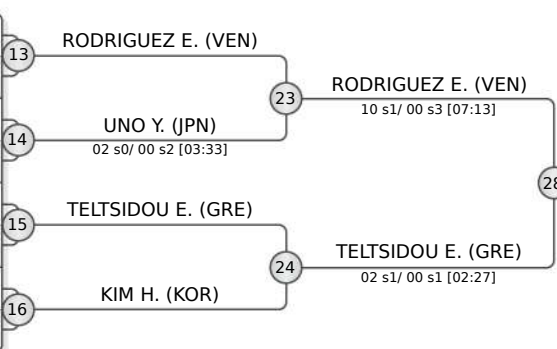 13
RODRIGUEZ E. (VEN)
23
RODRIGUEZ E. (VEN)
10 s1/ 00 s3 [07:13]
14
UNO Y. (JPN)
02 s0/ 00 s2 [03:33]
28
15
TELTSIDOU E. (GRE)
24
TELTSIDOU E. (GRE)
02 s1/ 00 s1 [02:27]
16
KIM H. (KOR)